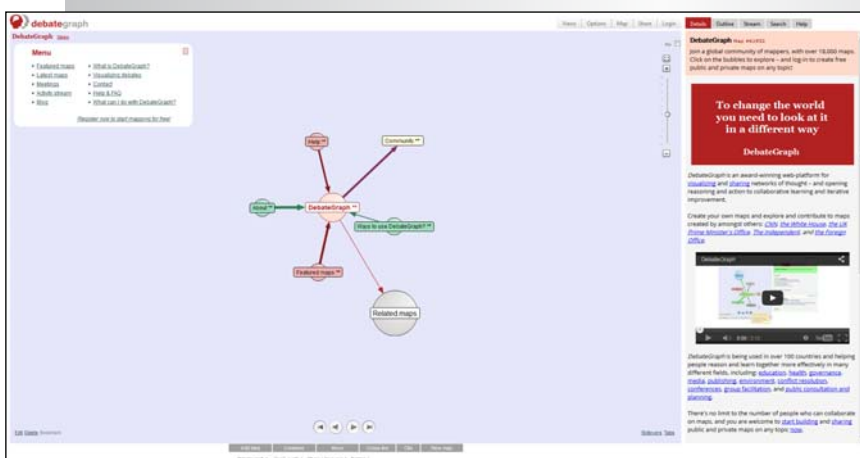 debategraph
Views | Options | Map | Share | Login
Details Outline Stream Search Help
DebateGraph
Menu
Featured maps
Latest maps
Meetings
Activity stream
Blog
What is DebateGraph?
Visualizing debates
Contact
Help & FAQ
What can I do with DebateGraph?
Register now to start mapping for free!
Help
Community
About
DebateGraph
Ways to use DebateGraph?
Featured maps
Related maps
DebateGraph
Join a global community of mappers, with over 18,000 maps.
Click on the bubbles to explore – and log-in to create free
public and private maps on any topic!
To change the world
you need to look at it
in a different way
DebateGraph
DebateGraph is an award-winning web-platform for
visualizing and sharing networks of thought – and opening
reasoning and action to collaborative learning and iterative
improvement.
Create your own maps and explore and contribute to maps
created by amongst others: CNN, the White House, the UK
Prime Minister's Office, The Independent, and the Foreign
Office.
DebateGraph
DebateGraph is being used in over 100 countries and helping
people reason and learn together more effectively in many
different fields, including: education, health, governance,
media, publishing, environment, conflict resolution,
conferences, group facilitation, and public consultation and
planning.
There's no limit to the number of people who can collaborate
on maps, and you are welcome to start building and sharing
public and private maps on any topic now.